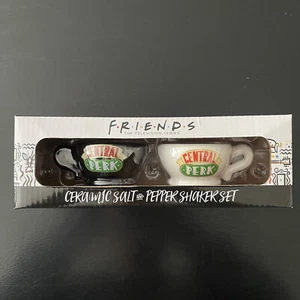 F·R·I·E·N·D·S
THE TELEVISION SERIES
CENTRAL
PERK
CENTRAL
PERK
CERAMIC SALT & PEPPER SHAKER SET